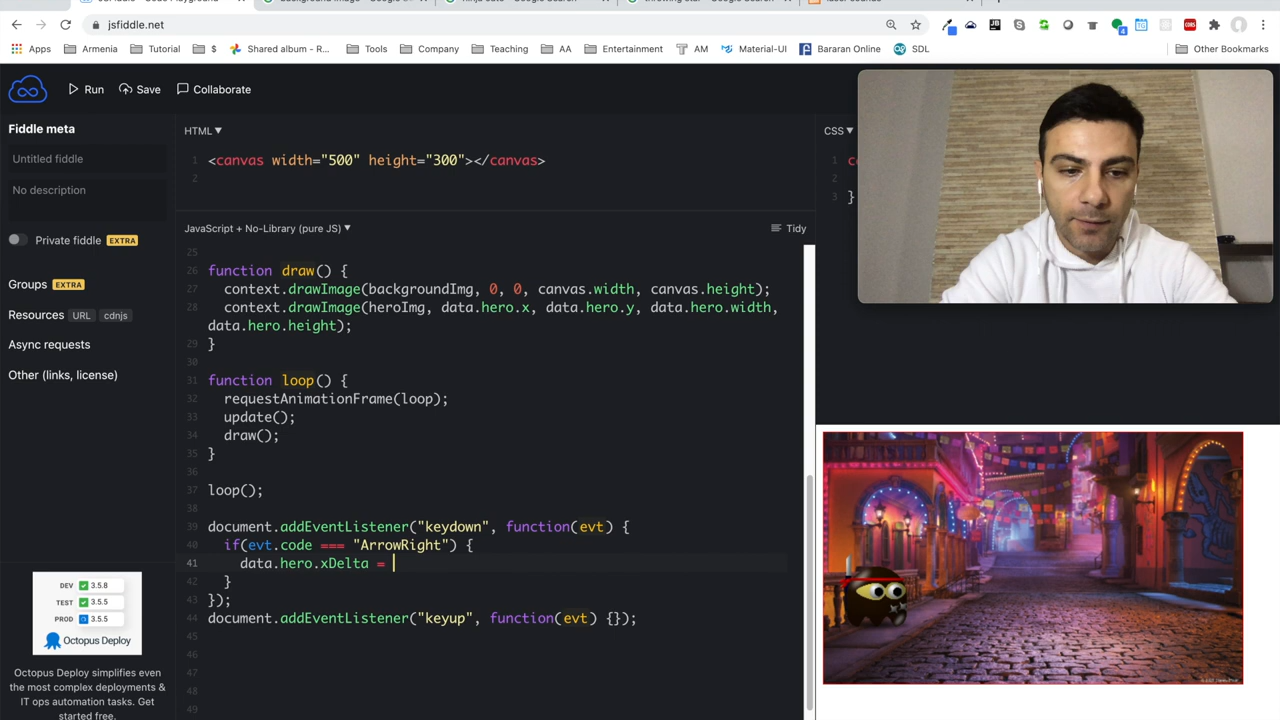 jsfiddle.net
Apps
Armenia
Tutorial
$
Shared album - R...
Tools
Company
Teaching
AA
Entertainment
AM
Material-UI
Bararan Online
SDL
Other Bookmarks
Run
Save
Collaborate
Fiddle meta
Untitled fiddle
No description
Private fiddle EXTRA
Groups EXTRA
Resources URL cdnjs
Async requests
Other (links, license)
DEV 3.5.8
TEST 3.5.5
PROD 3.5.5
Octopus Deploy
Octopus Deploy simplifies even
the most complex deployments &
IT ops automation tasks. Get
started free.
HTML ▼
1 <canvas width="500" height="300"></canvas>
2
JavaScript + No-Library (pure JS) ▼
Tidy
25
26 function draw() {
27 context.drawImage(backgroundImg, 0, 0, canvas.width, canvas.height);
28 context.drawImage(heroImg, data.hero.x, data.hero.y, data.hero.width,
data.hero.height);
29 }
30
31 function loop() {
32 requestAnimationFrame(loop);
33 update();
34 draw();
35 }
36
37 loop();
38
39 document.addEventListener("keydown", function(evt) {
40 if(evt.code === "ArrowRight") {
41 data.hero.xDelta =
42 }
43 });
44 document.addEventListener("keyup", function(evt) {});
45
46
47
48
49
CSS ▼
1
2
3 }